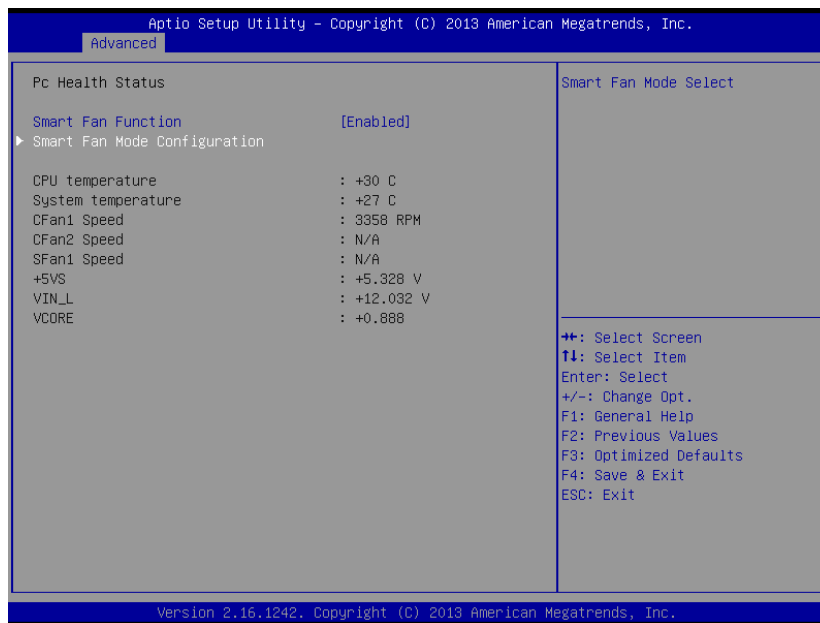 Aptio Setup Utility – Copyright (C) 2013 American Megatrends, Inc.
Advanced
Pc Health Status
Smart Fan Function [Enabled]
Smart Fan Mode Configuration
CPU temperature : +30 C
System temperature : +27 C
CFan1 Speed : 3358 RPM
CFan2 Speed : N/A
SFan1 Speed : N/A
+5VS : +5.328 V
VIN_L : +12.032 V
VCORE : +0.888
Smart Fan Mode Select
→←: Select Screen
↑↓: Select Item
Enter: Select
+/-: Change Opt.
F1: General Help
F2: Previous Values
F3: Optimized Defaults
F4: Save & Exit
ESC: Exit
Version 2.16.1242. Copyright (C) 2013 American Megatrends, Inc.